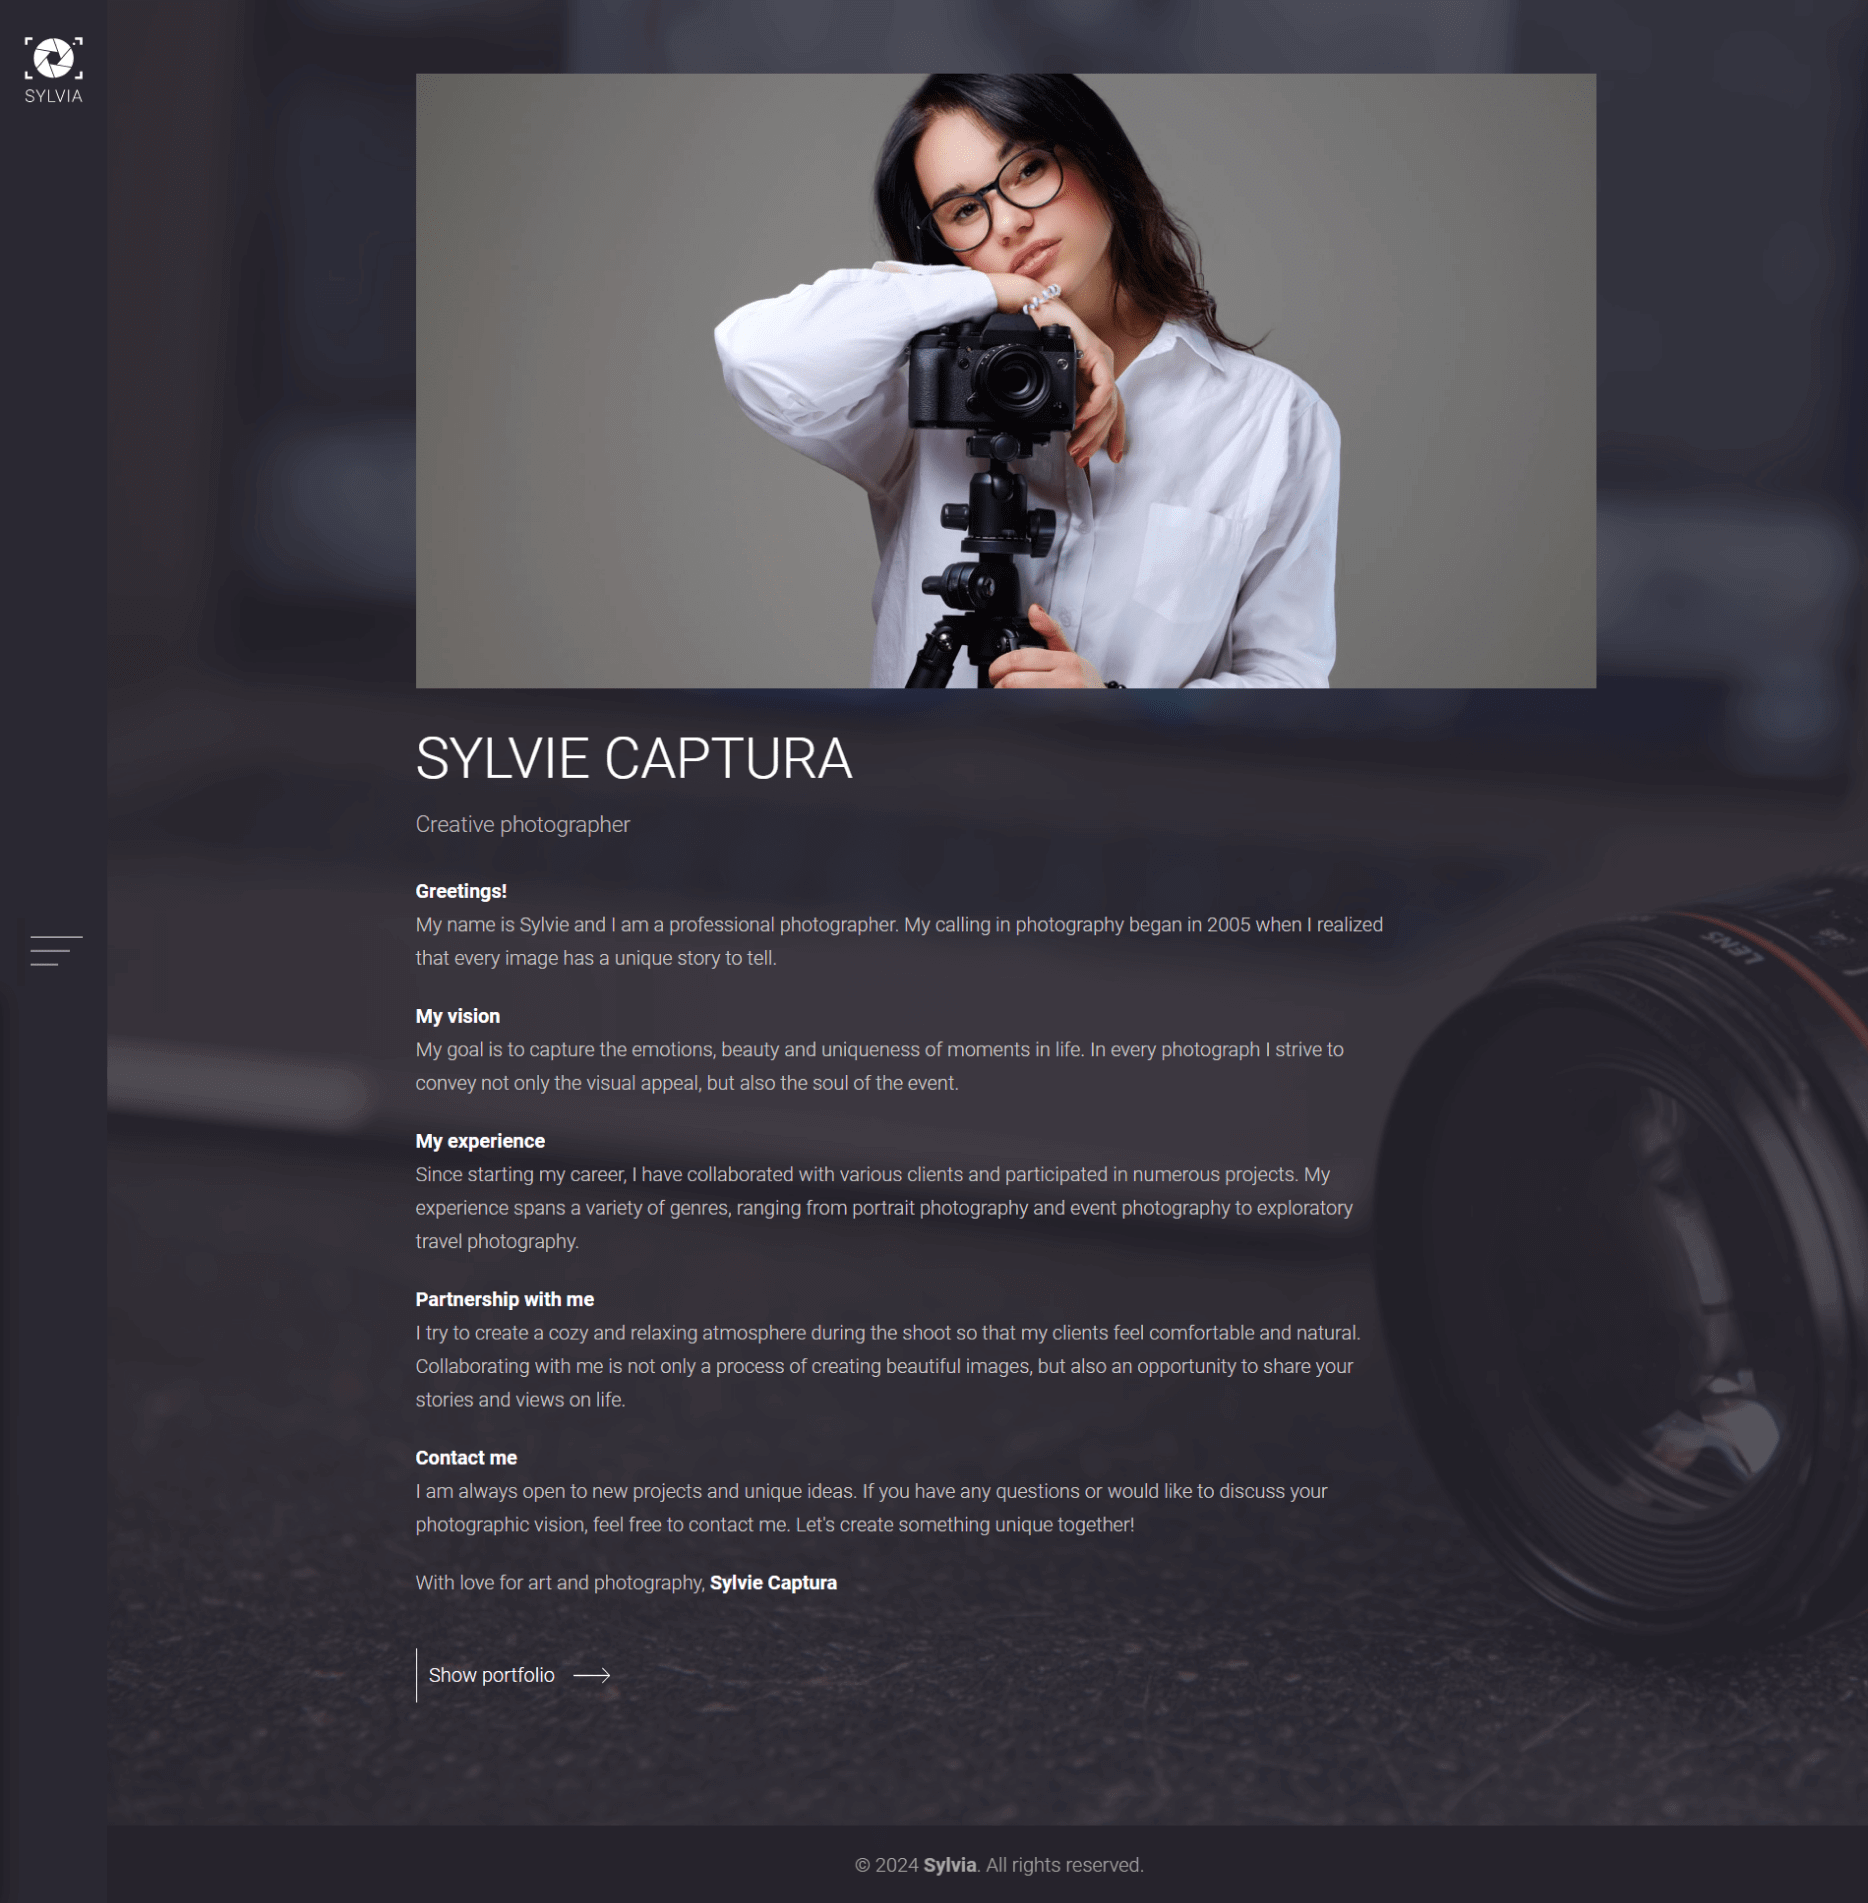 SYLVIA
SYLVIE CAPTURA
Creative photographer
Greetings!
My name is Sylvie and I am a professional photographer. My calling in photography began in 2005 when I realized
that every image has a unique story to tell.
My vision
My goal is to capture the emotions, beauty and uniqueness of moments in life. In every photograph I strive to
convey not only the visual appeal, but also the soul of the event.
My experience
Since starting my career, I have collaborated with various clients and participated in numerous projects. My
experience spans a variety of genres, ranging from portrait photography and event photography to exploratory
travel photography.
Partnership with me
I try to create a cozy and relaxing atmosphere during the shoot so that my clients feel comfortable and natural.
Collaborating with me is not only a process of creating beautiful images, but also an opportunity to share your
stories and views on life.
Contact me
I am always open to new projects and unique ideas. If you have any questions or would like to discuss your
photographic vision, feel free to contact me. Let's create something unique together!
With love for art and photography, Sylvie Captura
Show portfolio
LENS
© 2024 Sylvia. All rights reserved.